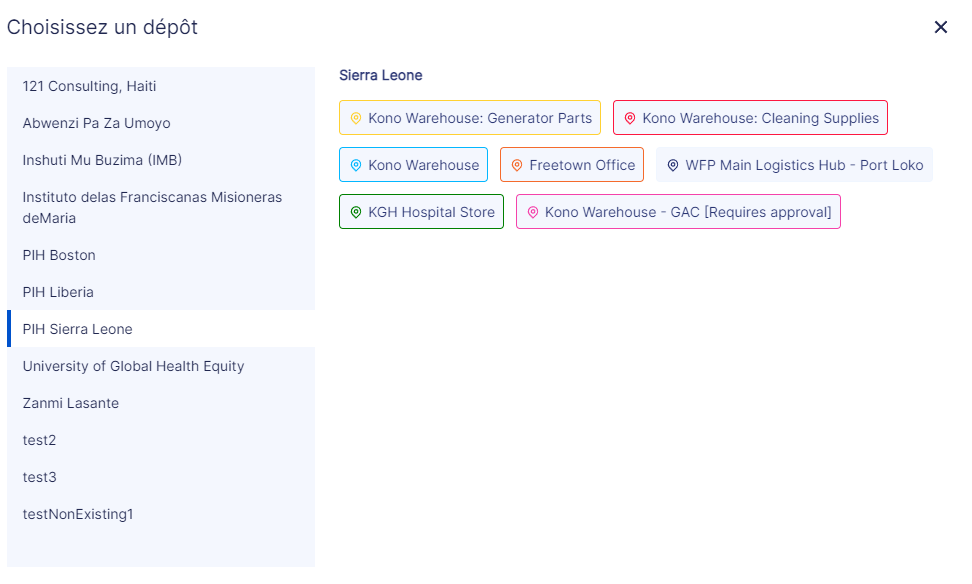 Choisissez un dépôt
121 Consulting, Haiti
Abwenzi Pa Za Umoyo
Inshuti Mu Buzima (IMB)
Instituto delas Franciscanas Misioneras
deMaria
PIH Boston
PIH Liberia
PIH Sierra Leone
University of Global Health Equity
Zanmi Lasante
test2
test3
testNonExisting1
Sierra Leone
Kono Warehouse: Generator Parts
Kono Warehouse: Cleaning Supplies
Kono Warehouse
Freetown Office
WFP Main Logistics Hub - Port Loko
KGH Hospital Store
Kono Warehouse - GAC [Requires approval]